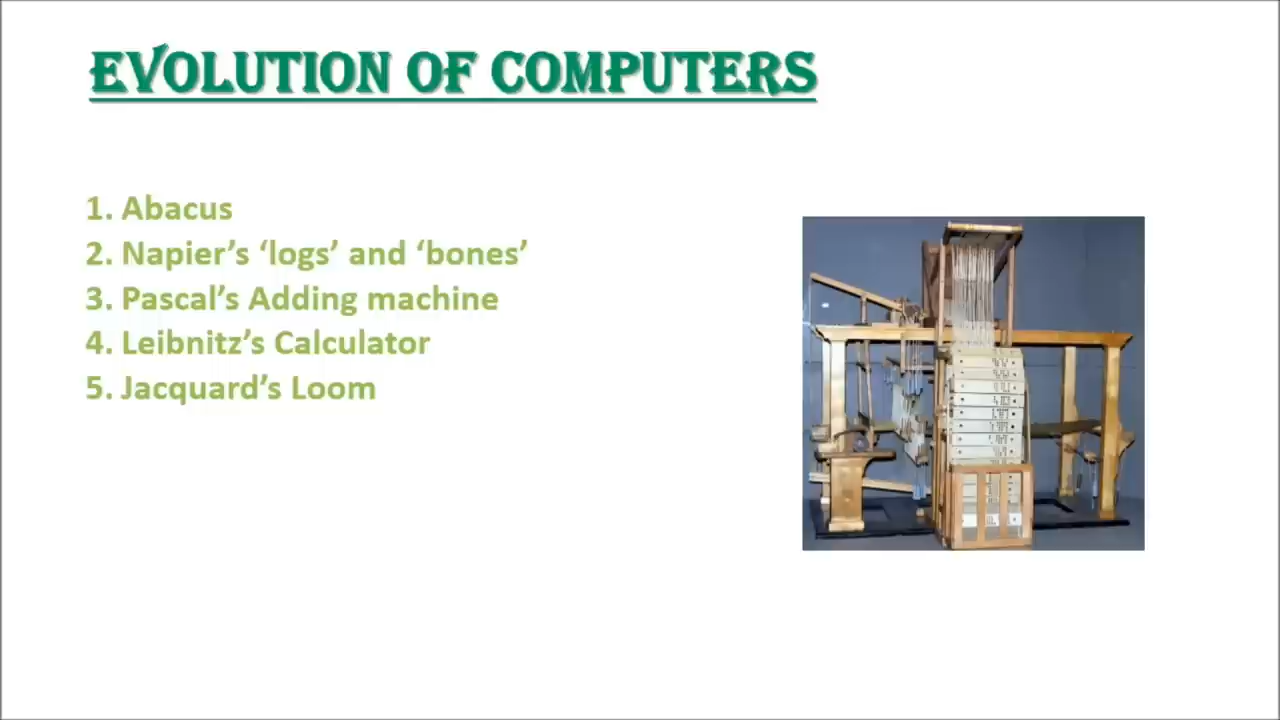 EVOLUTION OF COMPUTERS
1. Abacus
2. Napier’s ‘logs’ and ‘bones’
3. Pascal’s Adding machine
4. Leibnitz’s Calculator
5. Jacquard’s Loom